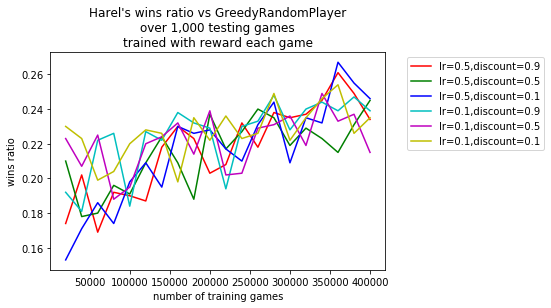 Harel's wins ratio vs GreedyRandomPlayer
over 1,000 testing games
trained with reward each game
wins ratio
0.26
0.24
0.22
0.20
0.18
0.16
50000 100000 150000 200000 250000 300000 350000 400000
number of training games
lr=0.5,discount=0.9
lr=0.5,discount=0.5
lr=0.5,discount=0.1
lr=0.1,discount=0.9
lr=0.1,discount=0.5
lr=0.1,discount=0.1